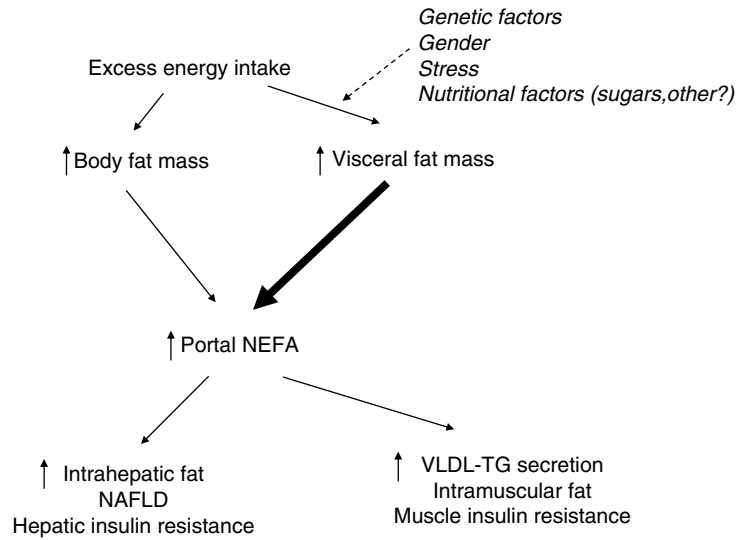 Genetic factors
Gender
Stress
Nutritional factors (sugars,other?)
Excess energy intake
↑Body fat mass
↑ Visceral fat mass
↑ Portal NEFA
↑ Intrahepatic fat
NAFLD
Hepatic insulin resistance
↑ VLDL-TG secretion
Intramuscular fat
Muscle insulin resistance